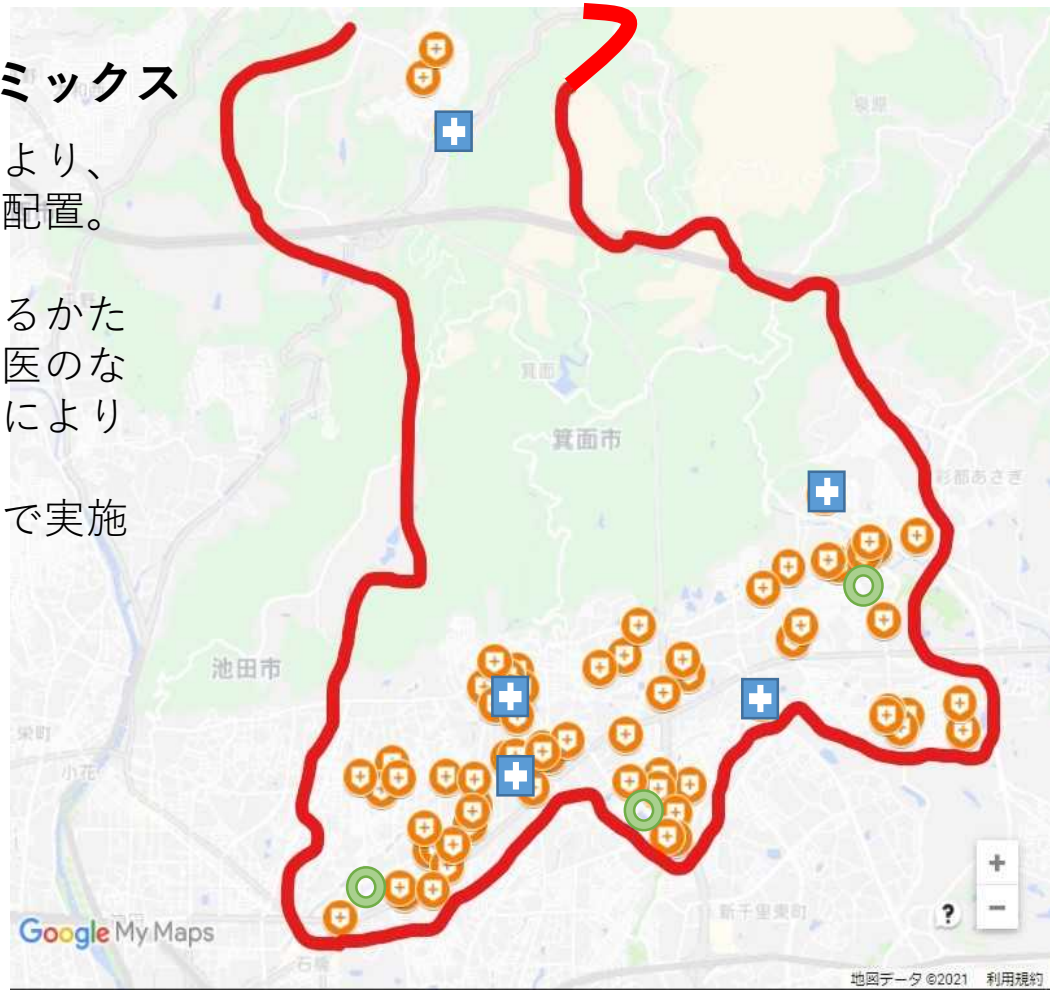 ミックス
より、
配置。
るかた
医のな
により
で実施
泉原
箕面
箕面市
彩都あさぎ
池田市
栄町
小花
新千里東町
石橋
Google My Maps
地図データ ©2021 利用規約